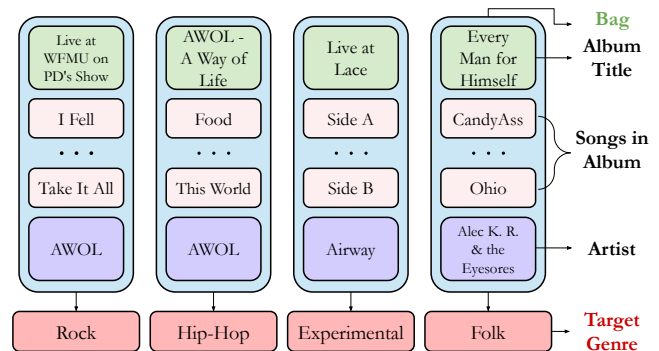 Live at
WFMU on
PD's Show
I Fell
• • •
Take It All
AWOL
Rock
AWOL -
A Way of
Life
Food
• • •
This World
AWOL
Hip-Hop
Live at
Lace
Side A
• • •
Side B
Airway
Experimental
Every
Man for
Himself
CandyAss
• • •
Ohio
Alec K. R.
& the
Eyesores
Folk
Bag
Album
Title
Songs in
Album
Artist
Target
Genre